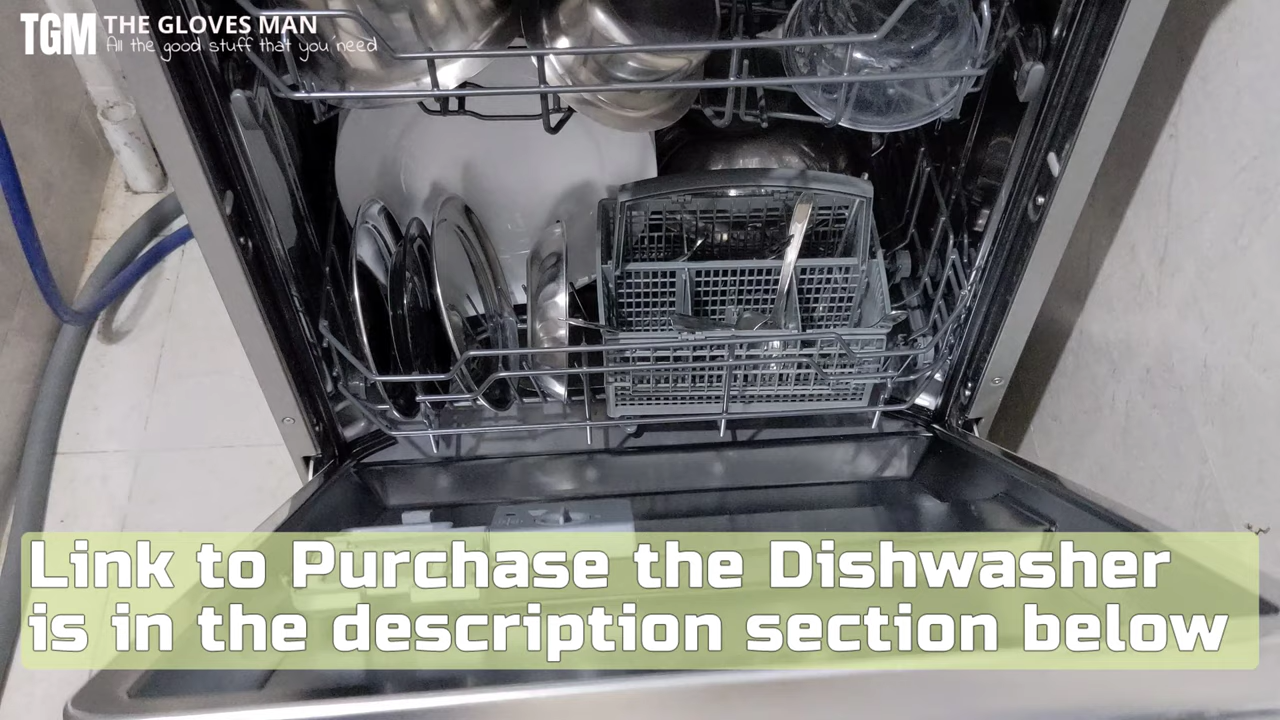 TGM THE GLOVES MAN
All the good stuff that you need
Link to Purchase the Dishwasher
is in the description section below